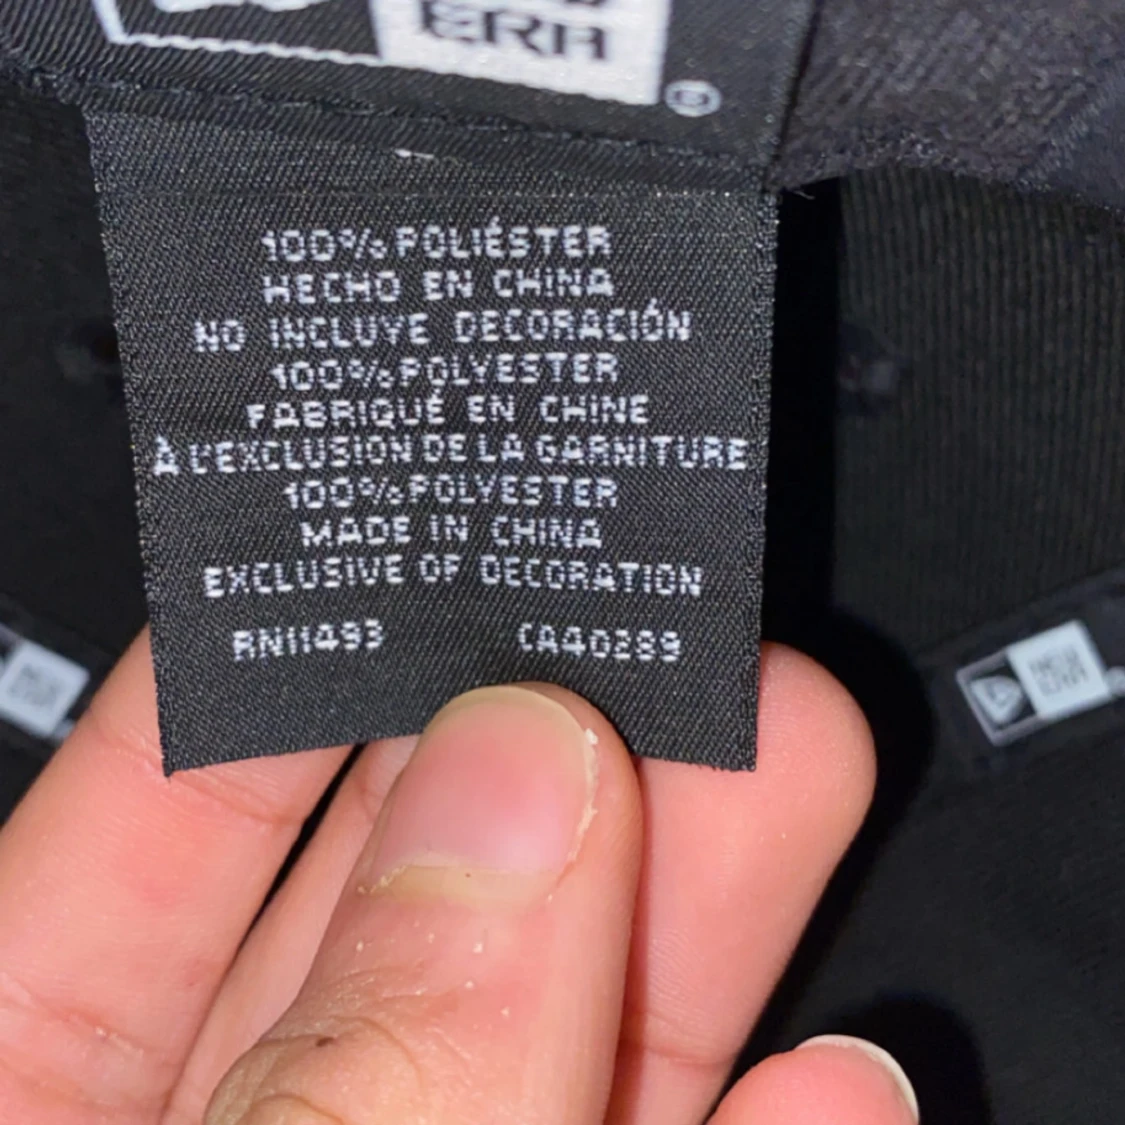 ERA
®
100% POLIÉSTER
HECHO EN CHINA
NO INCLUYE DECORACIÓN
100% POLYESTER
FABRIQUÉ EN CHINE
À L'EXCLUSION DE LA GARNITURE
100% POLYESTER
MADE IN CHINA
EXCLUSIVE OF DECORATION
RN11493 CA40289